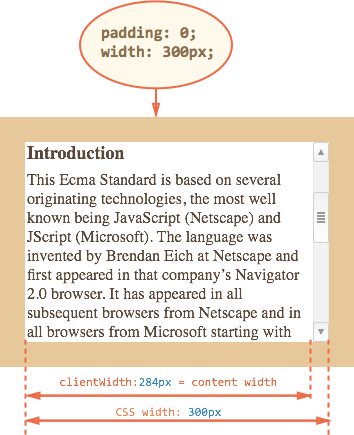 padding: 0;
width: 300px;
Introduction
This Ecma Standard is based on several
originating technologies, the most well
known being JavaScript (Netscape) and
JScript (Microsoft). The language was
invented by Brendan Eich at Netscape and
first appeared in that company’s Navigator
2.0 browser. It has appeared in all
subsequent browsers from Netscape and in
all browsers from Microsoft starting with
clientWidth:284px = content width
CSS width: 300px